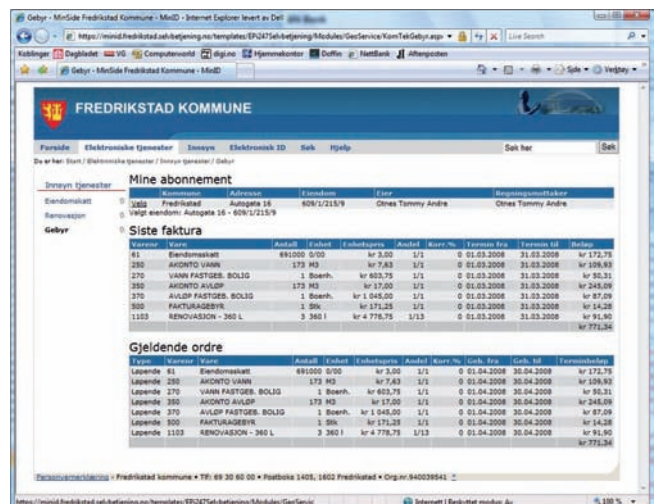 Gebyr - MinSide Fredrikstad Kommune - MinID - Internet Explorer levert av Dell
https://minid.fredrikstad.selvbetjening.no/templates/EPi247Selvbetjening/Modules/GeoService/KomTekGebyr.aspx
Live Search
Koblinger Dagbladet VG Computerworld digi.no Hjemmekontor Doffin NettBank Aftenposten
Gebyr - MinSide Fredrikstad Kommune - MinID
Side Verktøy
FREDRIKSTAD KOMMUNE
Forside Elektroniske tjenester Innsyn Elektronisk ID Søk Hjelp Søk her Søk
Du er her: Start / Elektroniske tjenester / Innsyn tjenester / Gebyr
Innsyn tjenester
Eiendomsskatt
Renovasjon
Gebyr
Mine abonnement
Kommune Adresse Eiendom Eier Regningsmottaker
Velg Fredrikstad Autogata 16 609/1/215/9 Otnes Tommy Andre Otnes Tommy Andre
Valgt eiendom: Autogata 16 - 609/1/215/9
Siste faktura
Varenr Vare Antall Enhet Enhetspris Andel Korr.% Termin fra Termin til Beløp
61 Eiendomsskatt 691000 0/00 kr 3,00 1/1 0 01.03.2008 31.03.2008 kr 172,75
250 AKONTO VANN 173 M3 kr 7,63 1/1 0 01.03.2008 31.03.2008 kr 109,93
270 VANN FASTGEB. BOLIG 1 Boenh. kr 603,75 1/1 0 01.03.2008 31.03.2008 kr 50,31
350 AKONTO AVLØP 173 M3 kr 17,00 1/1 0 01.03.2008 31.03.2008 kr 245,09
370 AVLØP FASTGEB. BOLIG 1 Boenh. kr 1 045,00 1/1 0 01.03.2008 31.03.2008 kr 87,09
500 FAKTURAGEBYR 1 Stk kr 171,25 1/1 0 01.03.2008 31.03.2008 kr 14,28
1103 RENOVASJON - 360 L 3 360 l kr 4 778,75 1/13 0 01.03.2008 31.03.2008 kr 91,90
kr 771,34
Gjeldende ordre
Type Varenr Vare Antall Enhet Enhetspris Andel Korr.% Geb. fra Geb. til Terminbeløp
Løpende 61 Eiendomsskatt 691000 0/00 kr 3,00 1/1 0 01.04.2008 30.04.2008 kr 172,75
Løpende 250 AKONTO VANN 173 M3 kr 7,63 1/1 0 01.04.2008 30.04.2008 kr 109,93
Løpende 270 VANN FASTGEB. BOLIG 1 Boenh. kr 603,75 1/1 0 01.04.2008 30.04.2008 kr 50,31
Løpende 350 AKONTO AVLØP 173 M3 kr 17,00 1/1 0 01.04.2008 30.04.2008 kr 245,09
Løpende 370 AVLØP FASTGEB. BOLIG 1 Boenh. kr 1 045,00 1/1 0 01.04.2008 30.04.2008 kr 87,09
Løpende 500 FAKTURAGEBYR 1 Stk kr 171,25 1/1 0 01.04.2008 30.04.2008 kr 14,28
Løpende 1103 RENOVASJON - 360 L 3 360 l kr 4 778,75 1/13 0 01.04.2008 30.04.2008 kr 91,90
kr 771,34
Personvernerklæring - Fredrikstad kommune • Tlf: 69 30 60 00 • Postboks 1405, 1602 Fredrikstad • Org.nr.940039541
https://minid.fredrikstad.selvbetjening.no/templates/EPi247Selvbetjening/Modules/GeoServic Internett | Beskyttet modus: Av 100 %